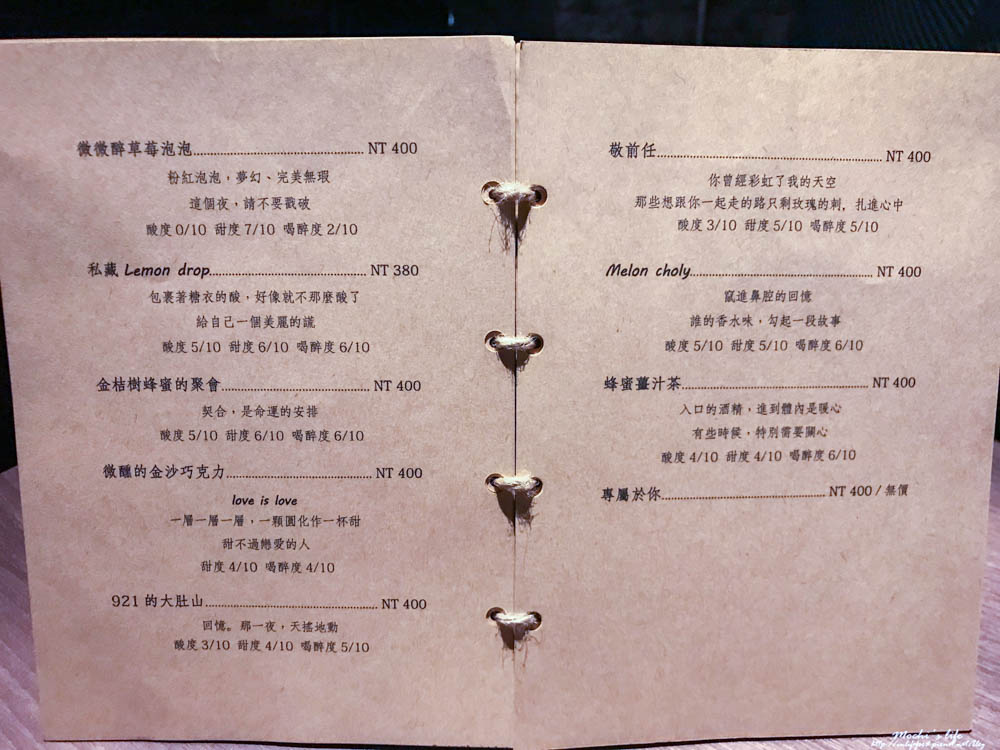 微微醉草莓泡泡 NT 400
粉紅泡泡，夢幻、完美無瑕
這個夜，請不要戳破
酸度 0/10 甜度 7/10 喝醉度 2/10
私藏 Lemon drop NT 380
包裹著糖衣的酸，好像就不那麼酸了
給自己一個美麗的謊
酸度 5/10 甜度 6/10 喝醉度 6/10
金桔樹蜂蜜的聚會 NT 400
契合，是命運的安排
酸度 5/10 甜度 6/10 喝醉度 6/10
微醺的金沙巧克力 NT 400
love is love
一層一層一層，一顆圓化作一杯甜
甜不過戀愛的人
甜度 4/10 喝醉度 4/10
921 的大肚山 NT 400
回憶。那一夜，天搖地動
酸度 3/10 甜度 4/10 喝醉度 5/10
敬前任 NT 400
你曾經彩虹了我的天空
那些想跟你一起走的路只剩玫瑰的刺，扎進心中
酸度 3/10 甜度 5/10 喝醉度 5/10
Melon choly NT 400
竄進鼻腔的回憶
誰的香水味，勾起一段故事
酸度 5/10 甜度 5/10 喝醉度 6/10
蜂蜜薑汁茶 NT 400
入口的酒精，進到體內是暖心
有些時候，特別需要關心
酸度 4/10 甜度 4/10 喝醉度 6/10
專屬於你 NT 400 / 無價
Mochi's life